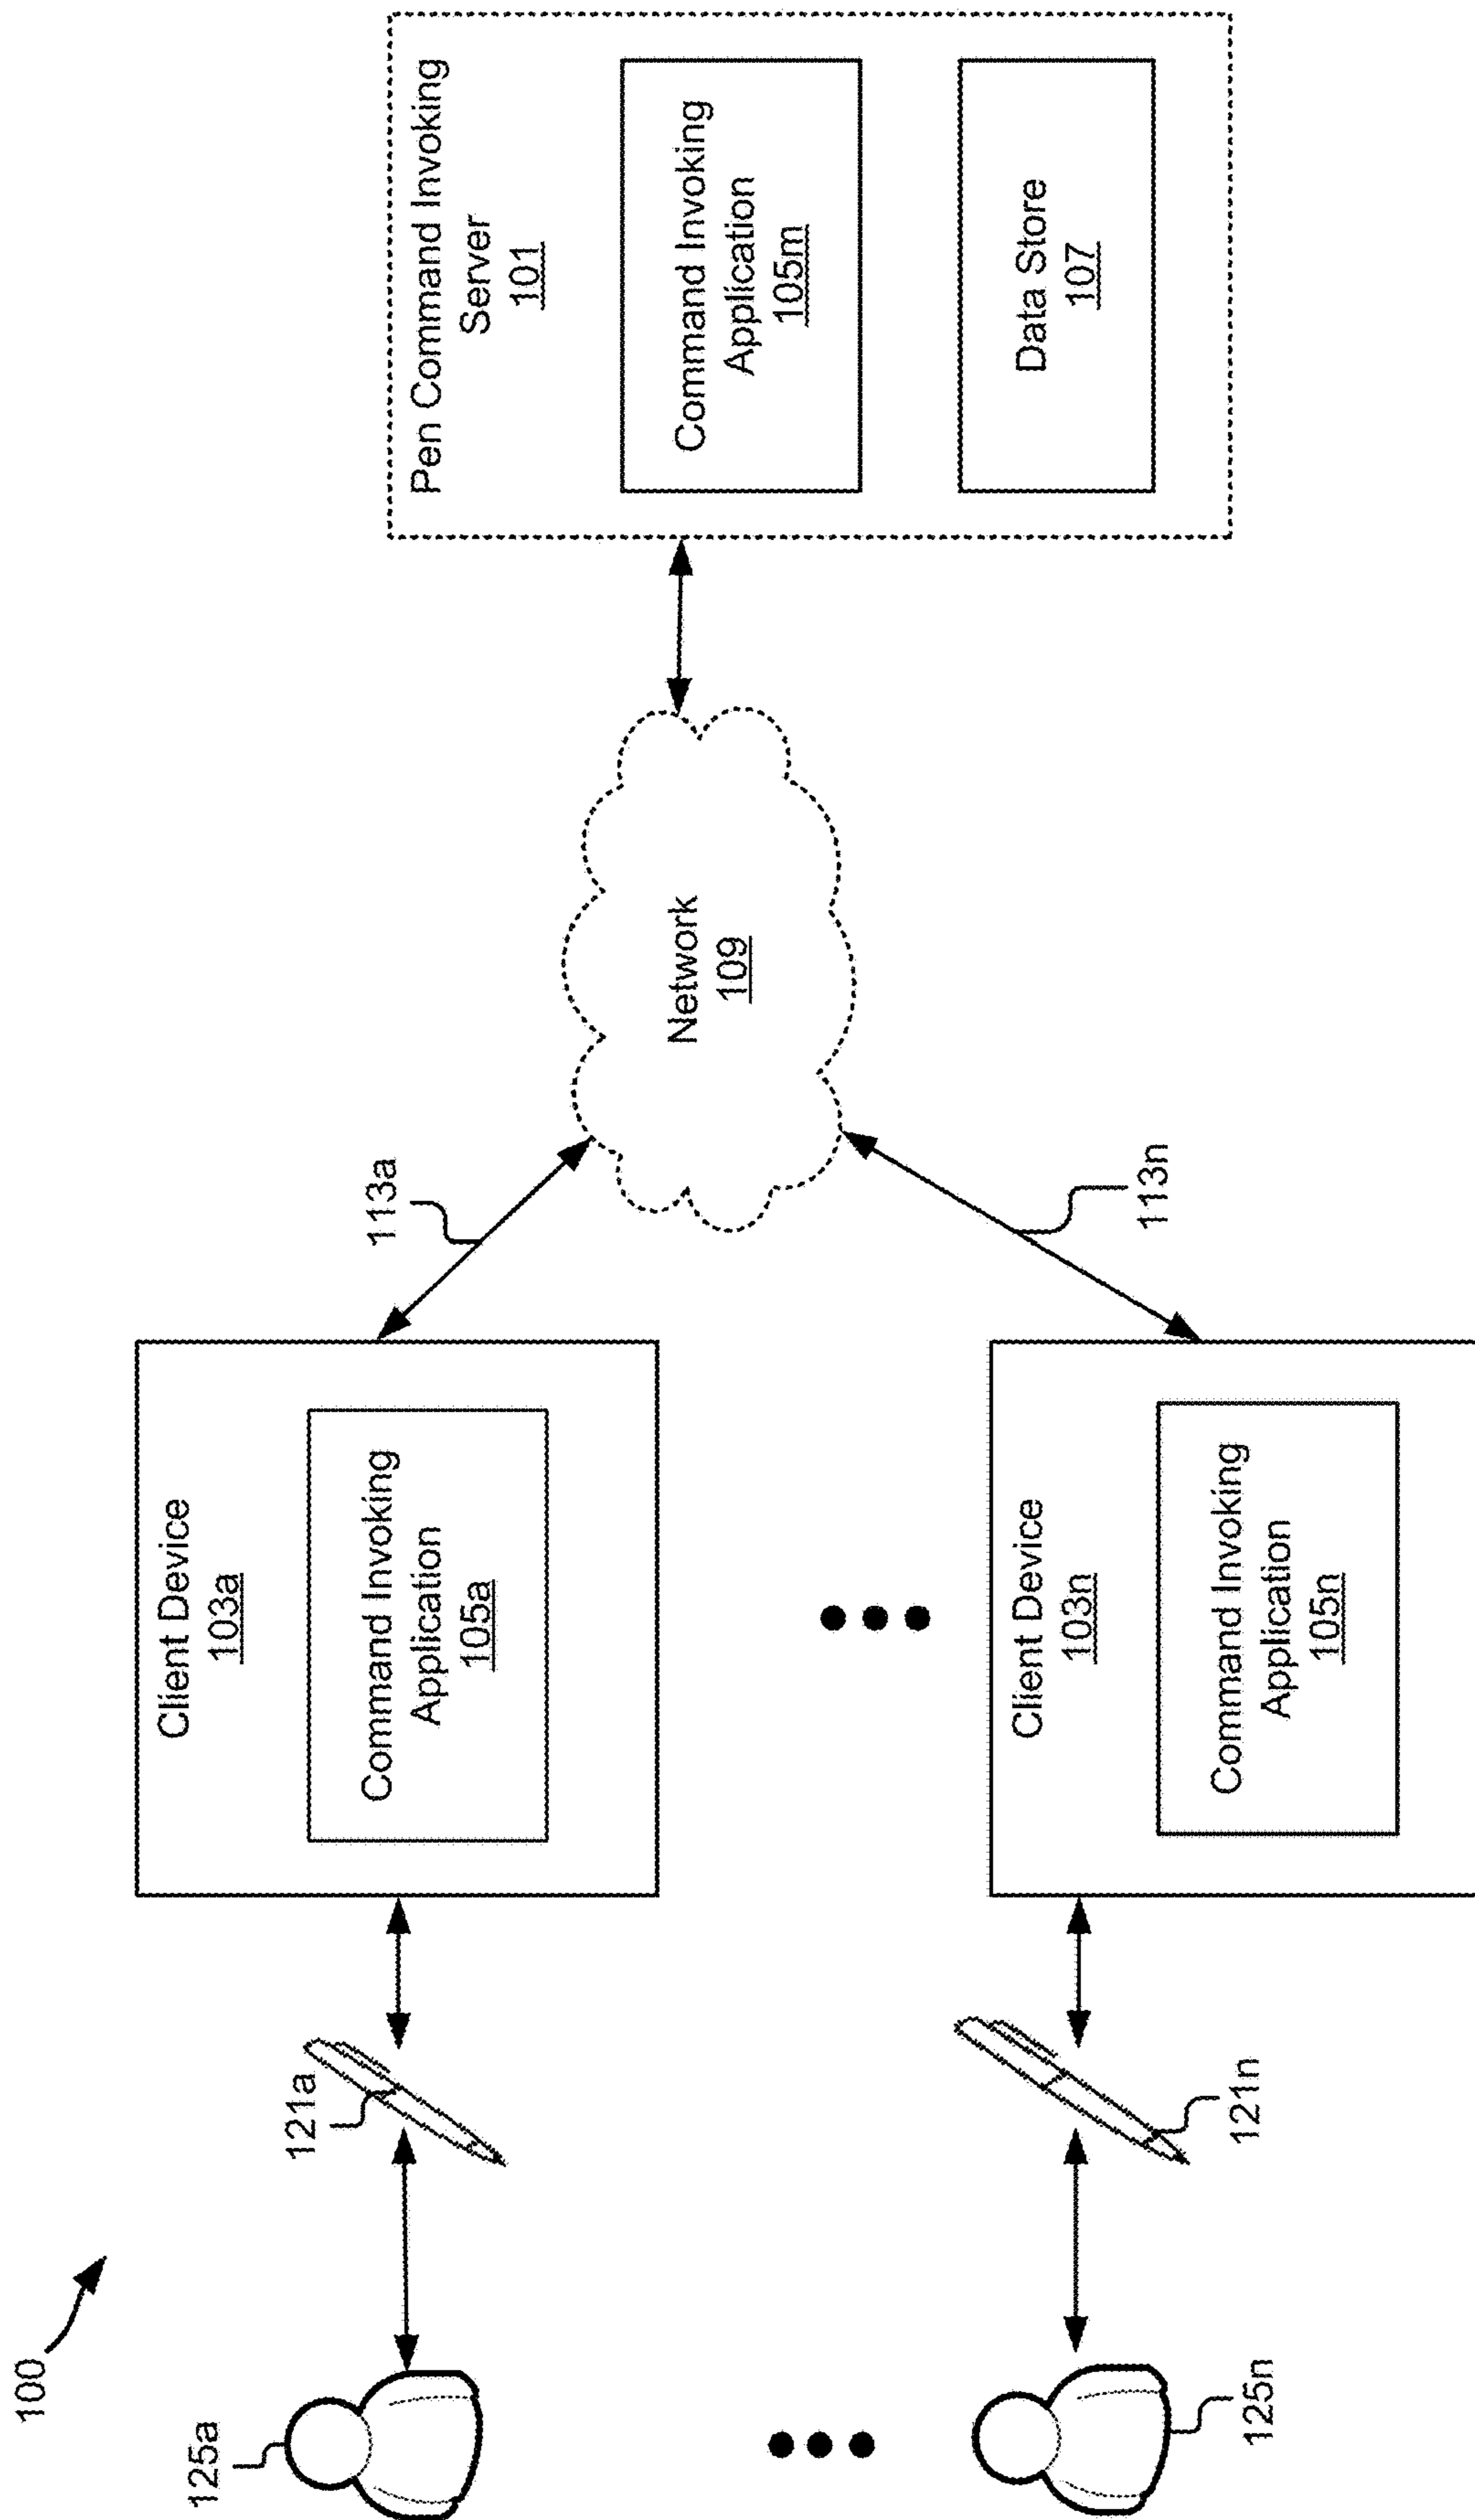 100
125a
121a
Client Device
103a
Command Invoking
Application
105a
113a
125n
121n
Client Device
103n
Command Invoking
Application
105n
113n
Network
109
Pen Command Invoking
Server
101
Command Invoking
Application
105m
Data Store
107